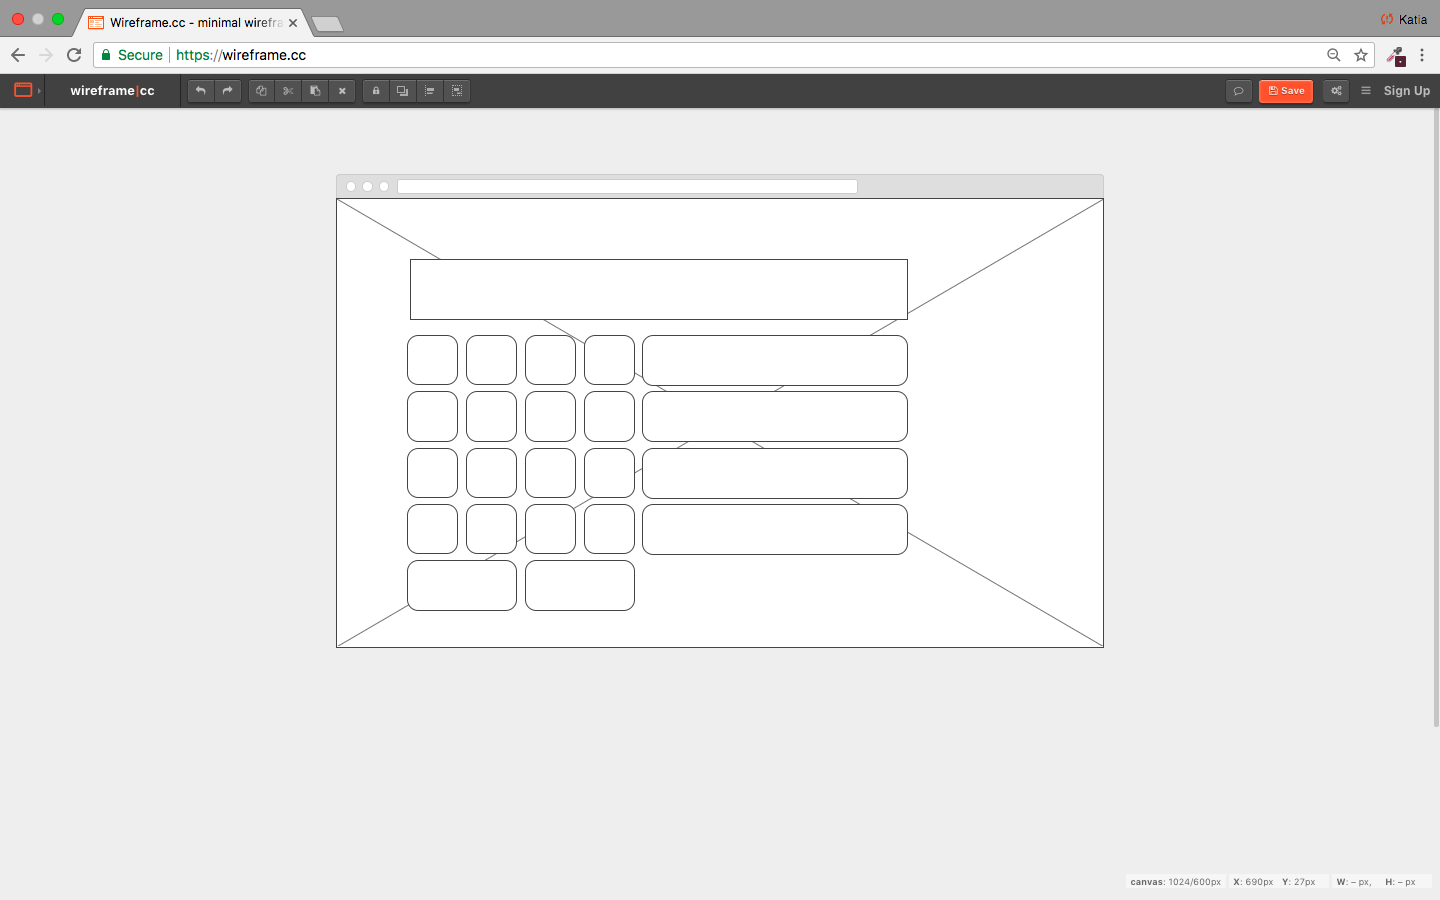 Wireframe.cc - minimal wirefra
Katia
Secure https://wireframe.cc
wireframe|cc
Save
Sign Up
canvas: 1024/600px X: 690px Y: 27px W: – px, H: – px